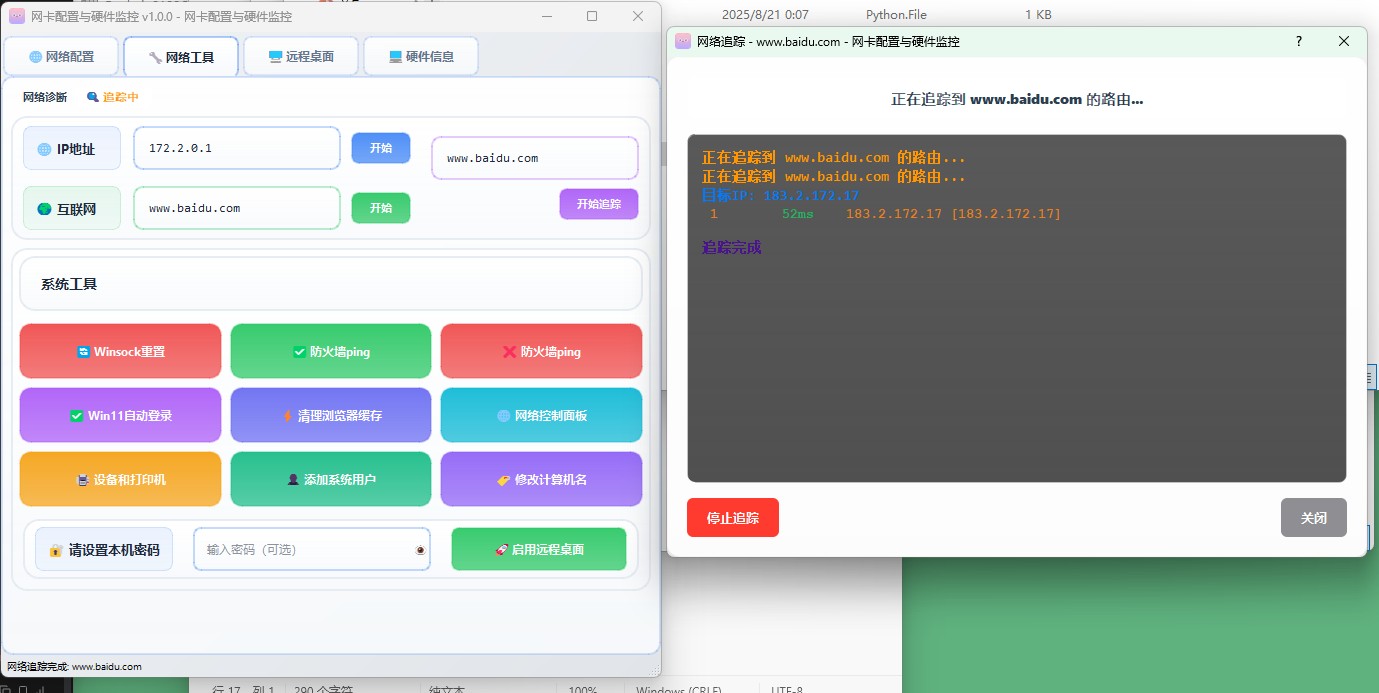 网卡配置与硬件监控 v1.0.0 - 网卡配置与硬件监控
网络配置
网络工具
远程桌面
硬件信息
网络诊断
追踪中
IP地址
172.2.0.1
开始
www.baidu.com
互联网
www.baidu.com
开始
开始追踪
系统工具
Winsock重置
防火墙ping
防火墙ping
Win11自动登录
清理浏览器缓存
网络控制面板
设备和打印机
添加系统用户
修改计算机名
请设置本机密码
输入密码（可选）
启用远程桌面
网络追踪完成: www.baidu.com
2025/8/21 0:07
Python.File
1 KB
网络追踪 - www.baidu.com - 网卡配置与硬件监控
?
正在追踪到 www.baidu.com 的路由...
正在追踪到 www.baidu.com 的路由...
正在追踪到 www.baidu.com 的路由...
目标IP: 183.2.172.17
1 52ms 183.2.172.17 [183.2.172.17]
追踪完成
停止追踪
关闭
行 17，列 1
290 个字符
纯文本
100%
Windows (CRLF)
UTF-8